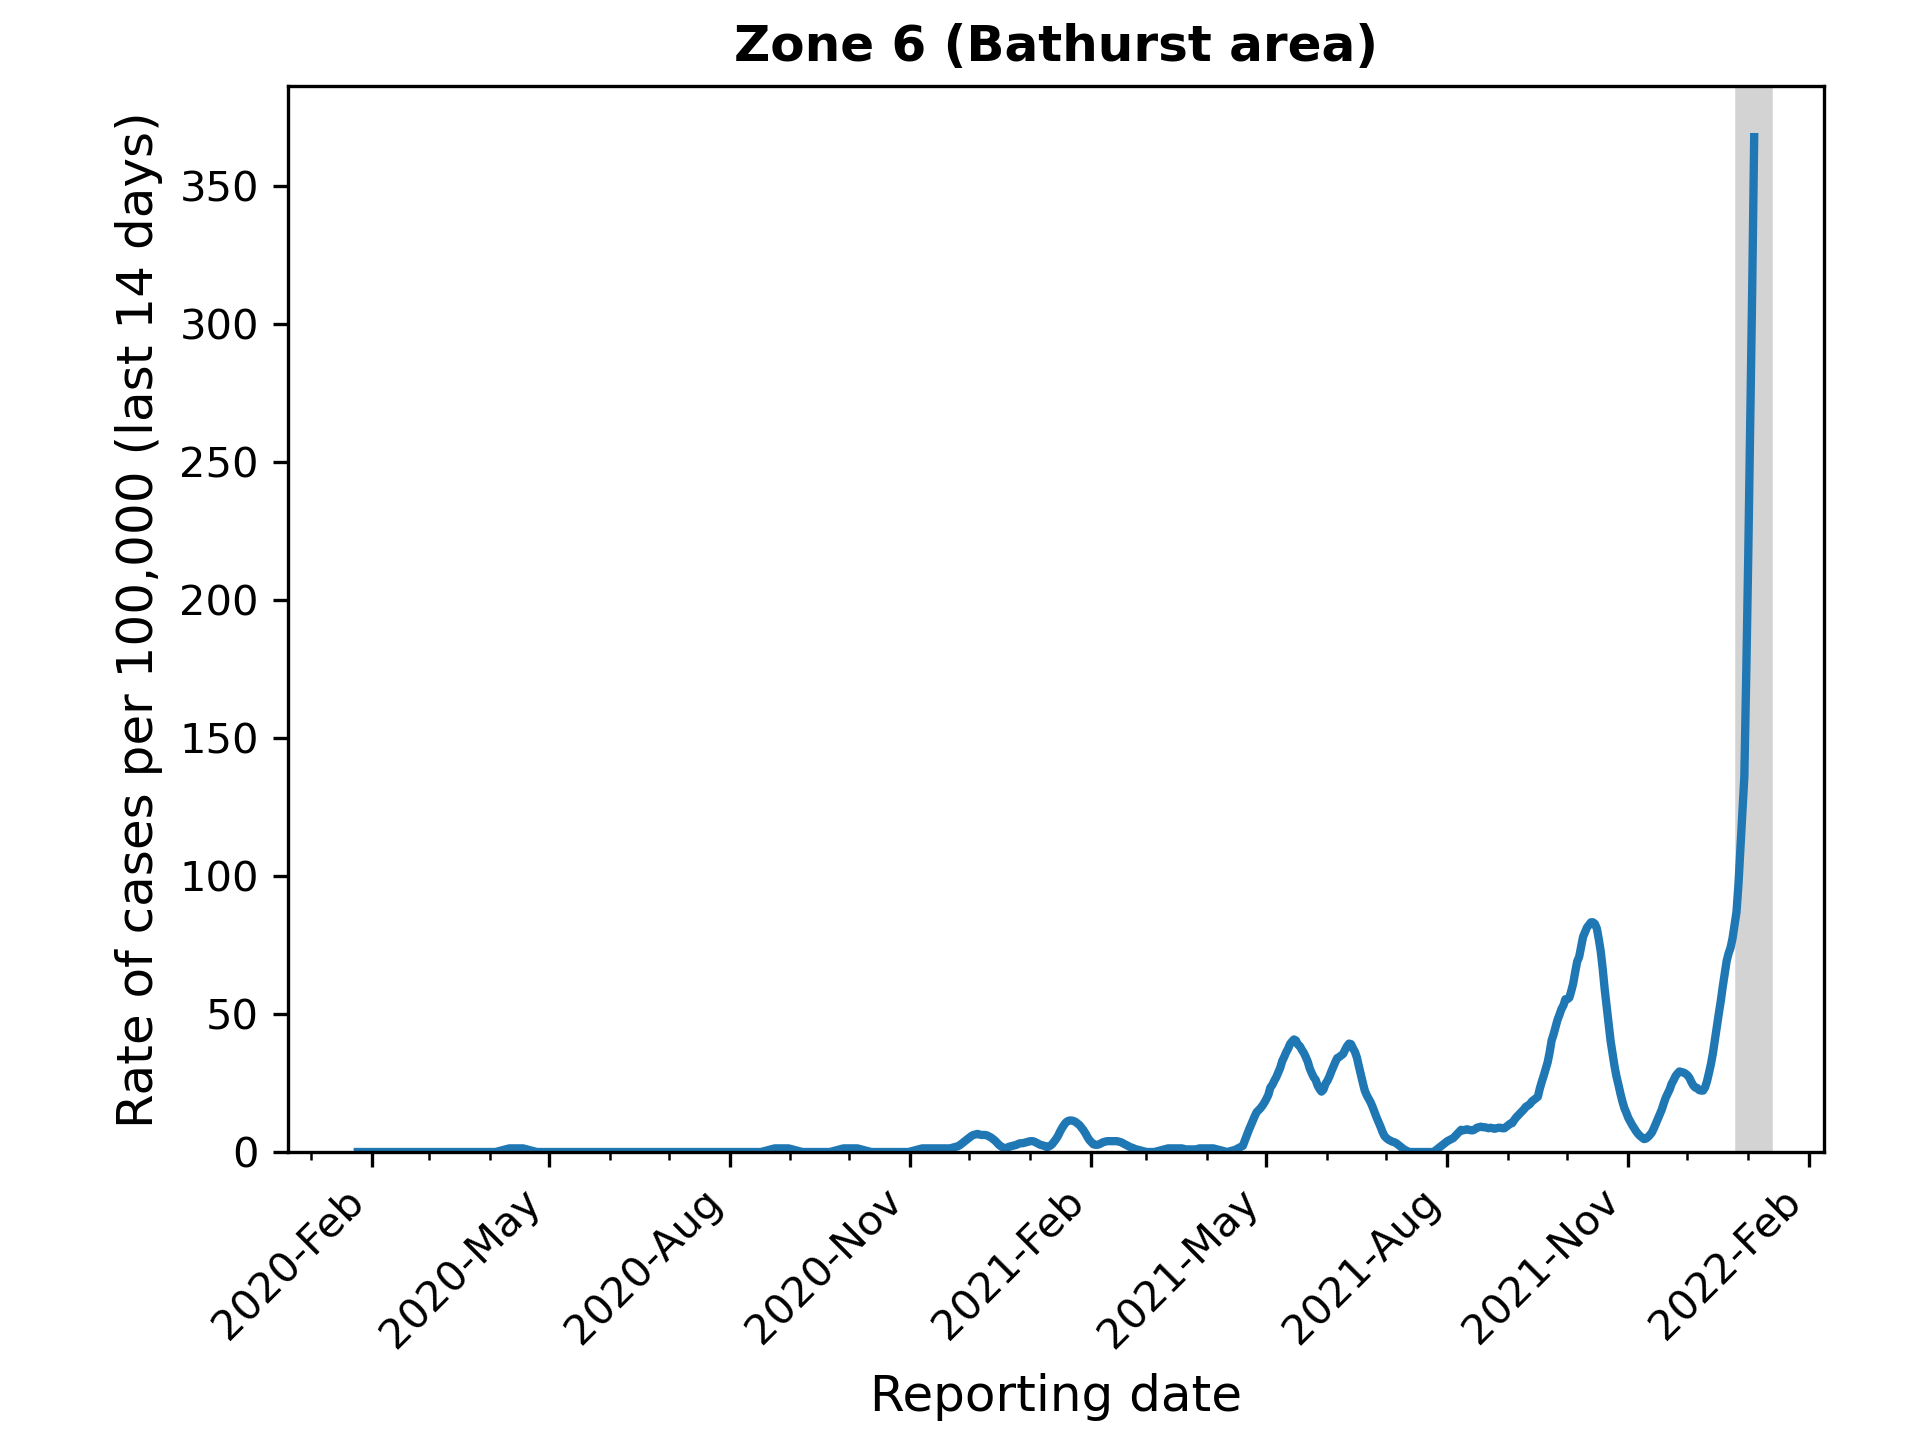 Zone 6 (Bathurst area)
Rate of cases per 100,000 (last 14 days)
350
300
250
200
150
100
50
0
2020-Feb
2020-May
2020-Aug
2020-Nov
2021-Feb
2021-May
2021-Aug
2021-Nov
2022-Feb
Reporting date